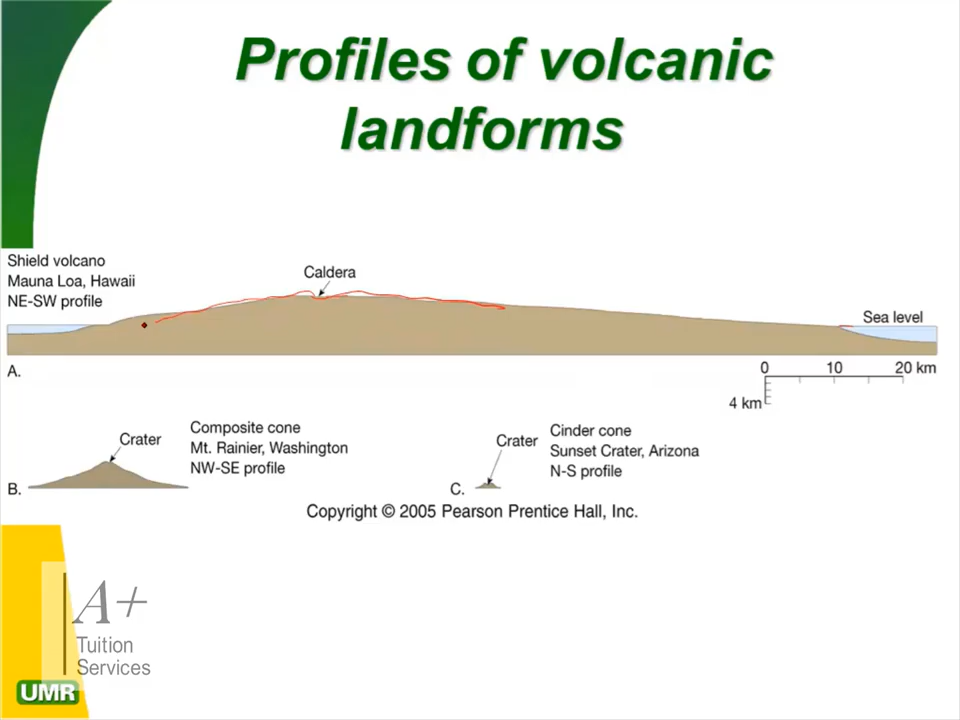 Profiles of volcanic
landforms
Shield volcano
Mauna Loa, Hawaii
NE-SW profile
Caldera
Sea level
A.
0 10 20 km
4 km
Crater
Composite cone
Mt. Rainier, Washington
NW-SE profile
B.
Crater
Cinder cone
Sunset Crater, Arizona
N-S profile
C.
Copyright © 2005 Pearson Prentice Hall, Inc.
A+
Tuition
Services
UMR